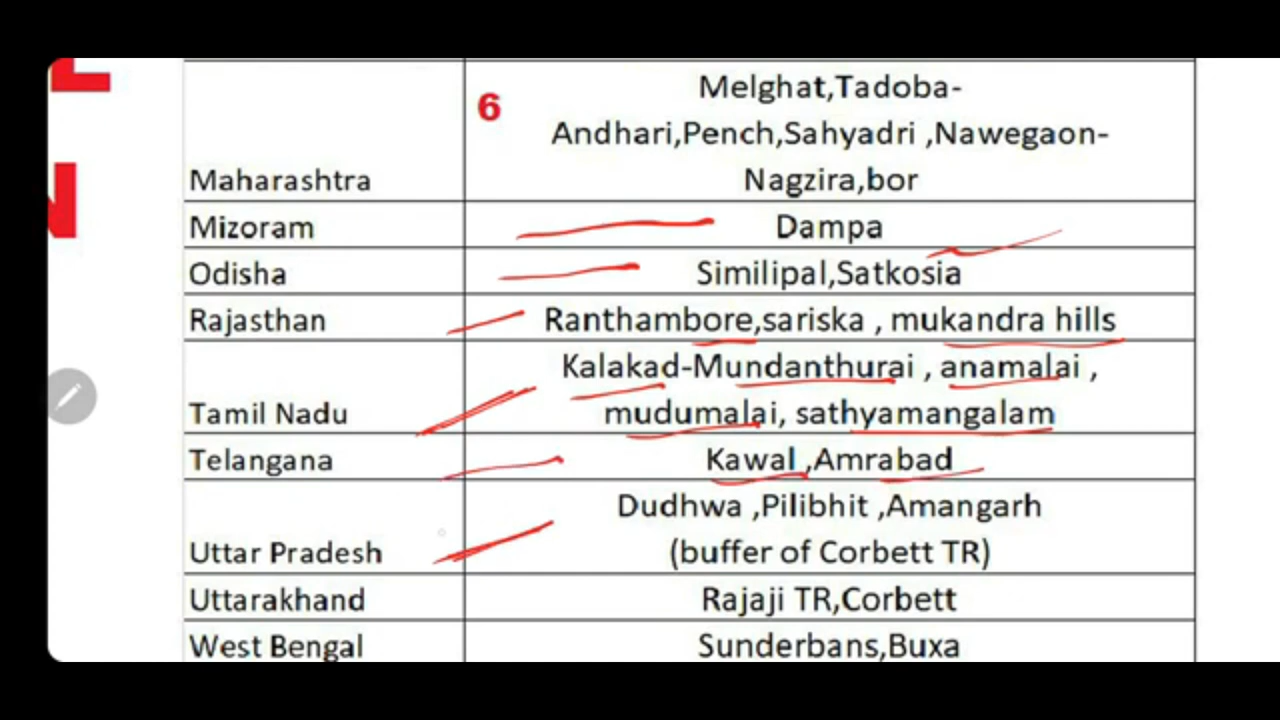 6
Melghat,Tadoba-
Andhari,Pench,Sahyadri ,Nawegaon-
Maharashtra Nagzira,bor
Mizoram Dampa
Odisha Similipal,Satkosia
Rajasthan Ranthambore,sariska , mukandra hills
Kalakad-Mundanthurai , anamalai ,
Tamil Nadu mudumalai, sathyamangalam
Telangana Kawal ,Amrabad
Dudhwa ,Pilibhit ,Amangarh
Uttar Pradesh (buffer of Corbett TR)
Uttarakhand Rajaji TR,Corbett
West Bengal Sunderbans,Buxa